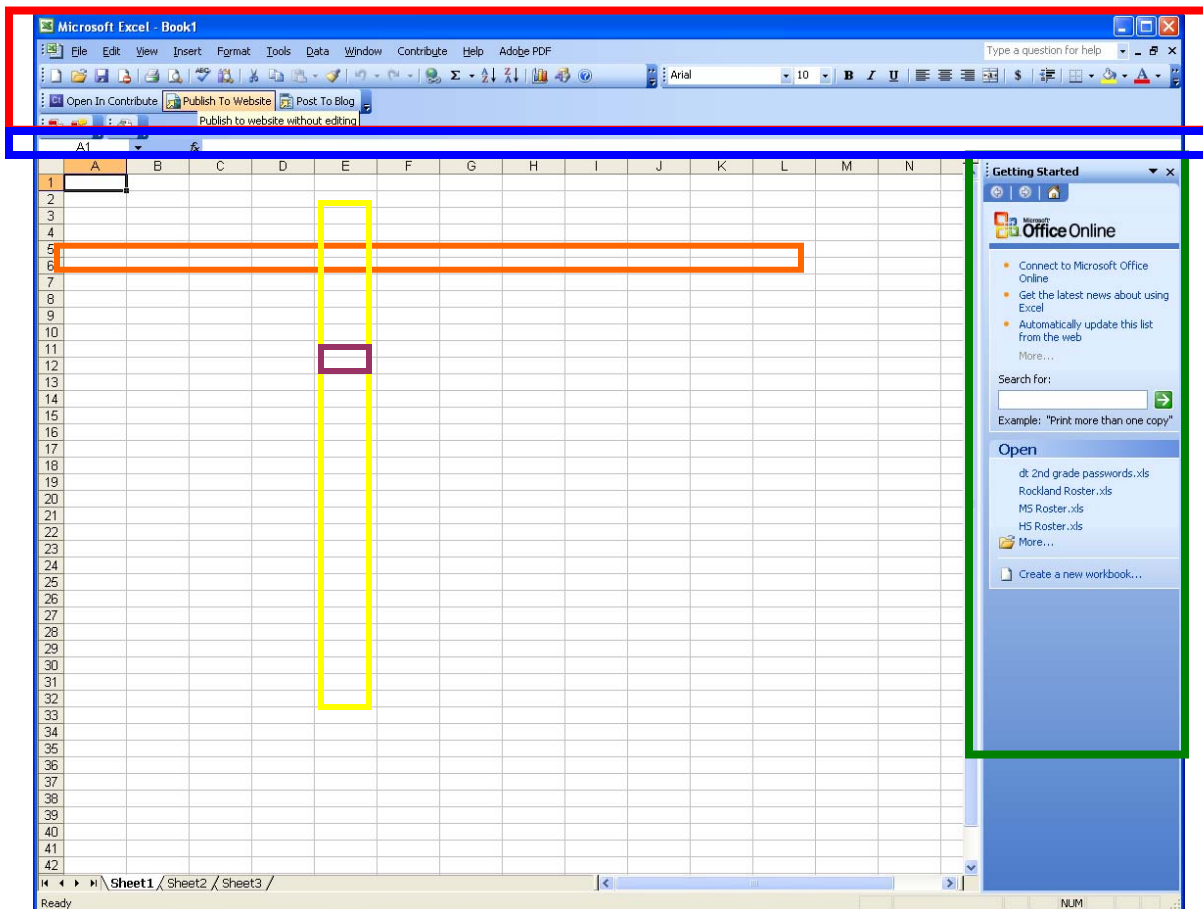 Microsoft Excel - Book1
File Edit View Insert Format Tools Data Window Contribute Help Adobe PDF Type a question for help
Arial 10 B I U $ A
Open In Contribute Publish To Website Post To Blog
Publish to website without editing
A1 fx
A B C D E F G H I J K L M N
1
2
3
4
5
6
7
8
9
10
11
12
13
14
15
16
17
18
19
20
21
22
23
24
25
26
27
28
29
30
31
32
33
34
35
36
37
38
39
40
41
42
Getting Started
Microsoft
Office Online
Connect to Microsoft Office
Online
Get the latest news about using
Excel
Automatically update this list
from the web
More...
Search for:
Example: "Print more than one copy"
Open
dt 2nd grade passwords.xls
Rockland Roster.xls
MS Roster.xls
HS Roster.xls
More...
Create a new workbook...
Sheet1 / Sheet2 / Sheet3 /
Ready NUM